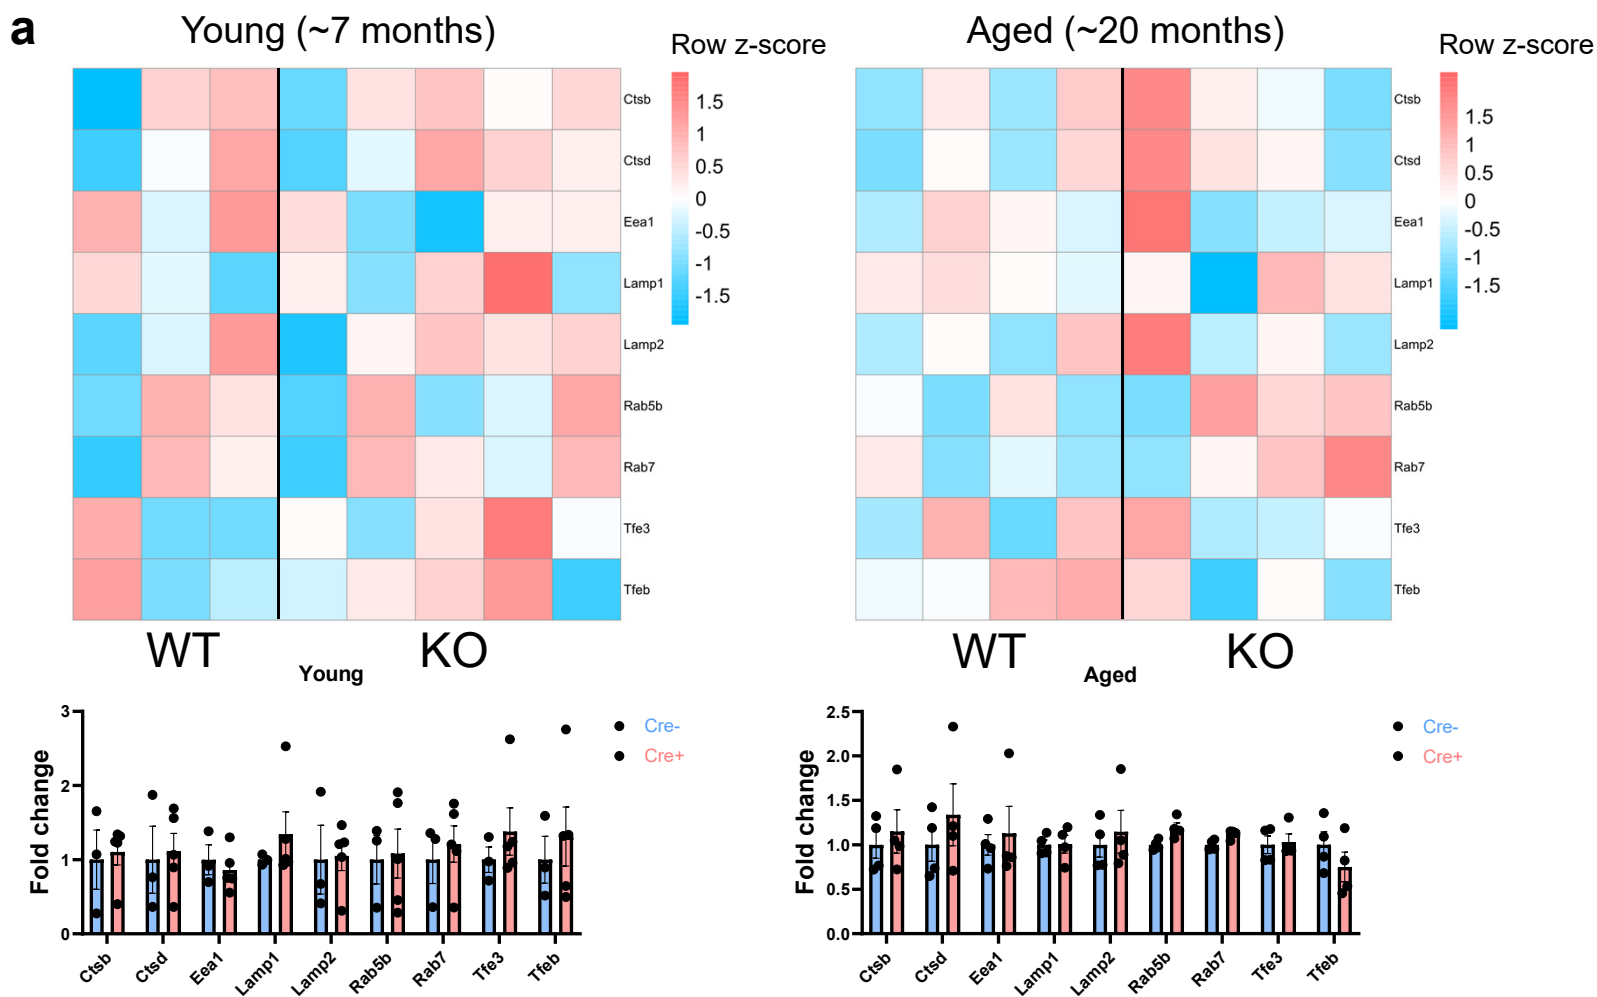 a
Young (~7 months)
Row z-score
1.5
1
0.5
0
-0.5
-1
-1.5
Ctsb
Ctsd
Eea1
Lamp1
Lamp2
Rab5b
Rab7
Tfe3
Tfeb
WT
KO
Aged (~20 months)
Row z-score
1.5
1
0.5
0
-0.5
-1
-1.5
Ctsb
Ctsd
Eea1
Lamp1
Lamp2
Rab5b
Rab7
Tfe3
Tfeb
WT
KO
Young
Fold change
3
2
1
0
Ctsb
Ctsd
Eea1
Lamp1
Lamp2
Rab5b
Rab7
Tfe3
Tfeb
Cre-
Cre+
Aged
Fold change
2.5
2.0
1.5
1.0
0.5
0.0
Ctsb
Ctsd
Eea1
Lamp1
Lamp2
Rab5b
Rab7
Tfe3
Tfeb
Cre-
Cre+